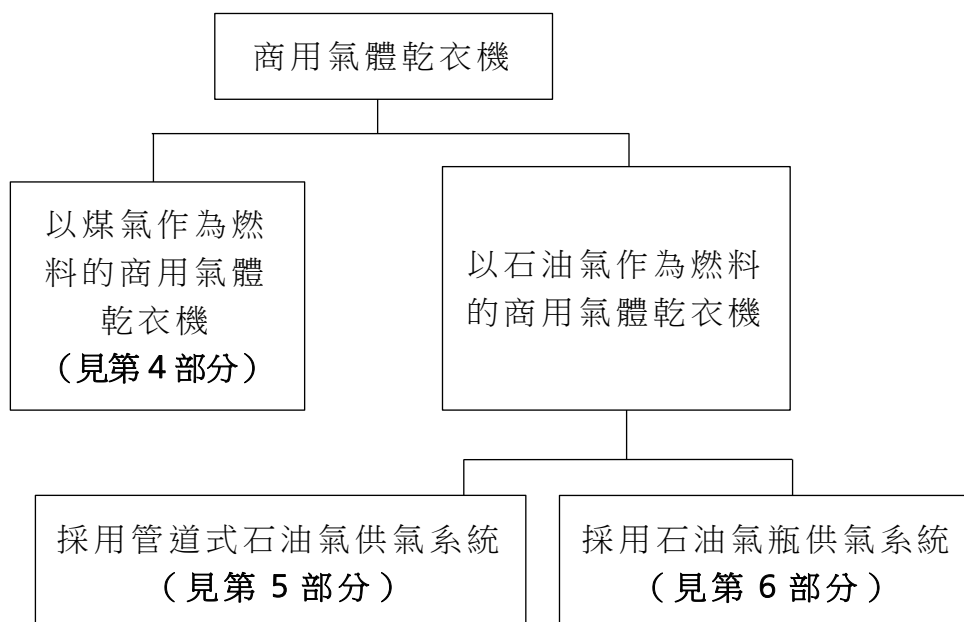 商用氣體乾衣機
以煤氣作為燃
料的商用氣體
乾衣機
（見第 4 部分）
以石油氣作為燃料
的商用氣體乾衣機
採用管道式石油氣供氣系統
（見第 5 部分）
採用石油氣瓶供氣系統
（見第 6 部分）